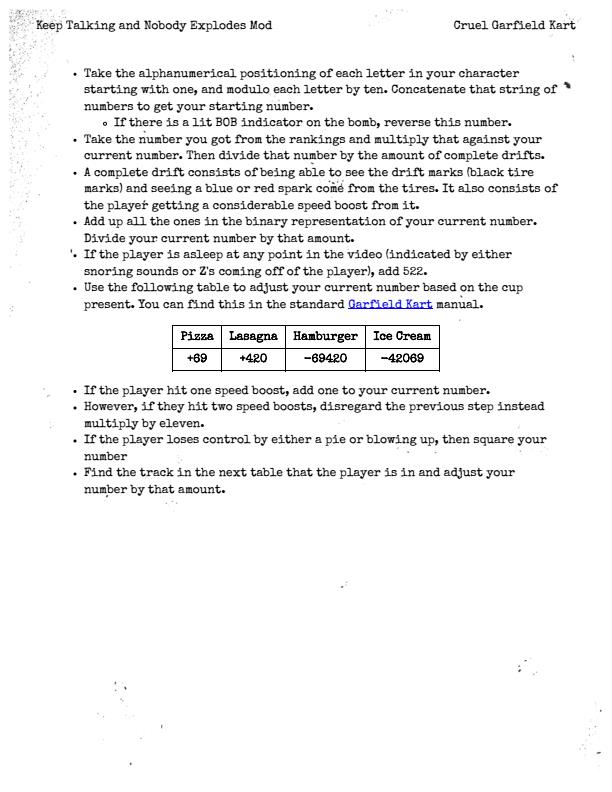 Keep Talking and Nobody Explodes Mod Cruel Garfield Kart
• Take the alphanumerical positioning of each letter in your character
starting with one, and modulo each letter by ten. Concatenate that string of
numbers to get your starting number.
∘ If there is a lit BOB indicator on the bomb, reverse this number.
• Take the number you got from the rankings and multiply that against your
current number. Then divide that number by the amount of complete drifts.
• A complete drift consists of being able to see the drift marks (black tire
marks) and seeing a blue or red spark come from the tires. It also consists of
the player getting a considerable speed boost from it.
• Add up all the ones in the binary representation of your current number.
Divide your current number by that amount.
• If the player is asleep at any point in the video (indicated by either
snoring sounds or Z's coming off of the player), add 522.
• Use the following table to adjust your current number based on the cup
present. You can find this in the standard Garfield Kart manual.
Pizza Lasagna Hamburger Ice Cream
+69 +420 -69420 -42069
• If the player hit one speed boost, add one to your current number.
• However, if they hit two speed boosts, disregard the previous step instead
multiply by eleven.
• If the player loses control by either a pie or blowing up, then square your
number
• Find the track in the next table that the player is in and adjust your
number by that amount.